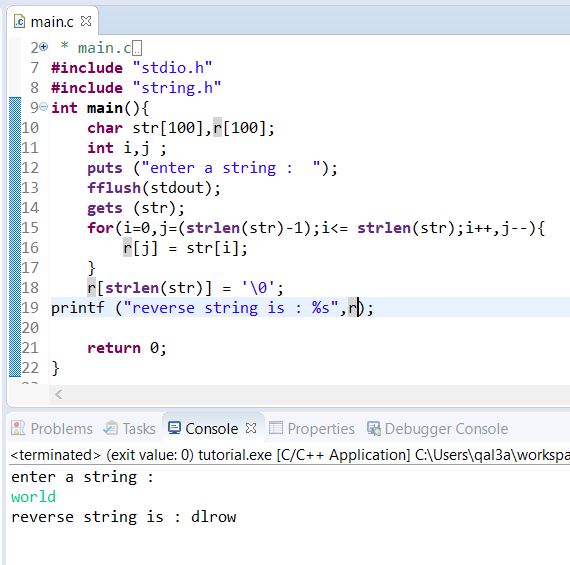 main.c
2 * main.c
7 #include "stdio.h"
8 #include "string.h"
9 int main(){
10 char str[100],r[100];
11 int i,j ;
12 puts ("enter a string :  ");
13 fflush(stdout);
14 gets (str);
15 for(i=0,j=(strlen(str)-1);i<= strlen(str);i++,j--){
16 r[j] = str[i];
17 }
18 r[strlen(str)] = '\0';
19 printf ("reverse string is : %s",r);
20
21 return 0;
22 }
Problems Tasks Console Properties Debugger Console
<terminated> (exit value: 0) tutorial.exe [C/C++ Application] C:\Users\qal3a\workspa
enter a string :
world
reverse string is : dlrow